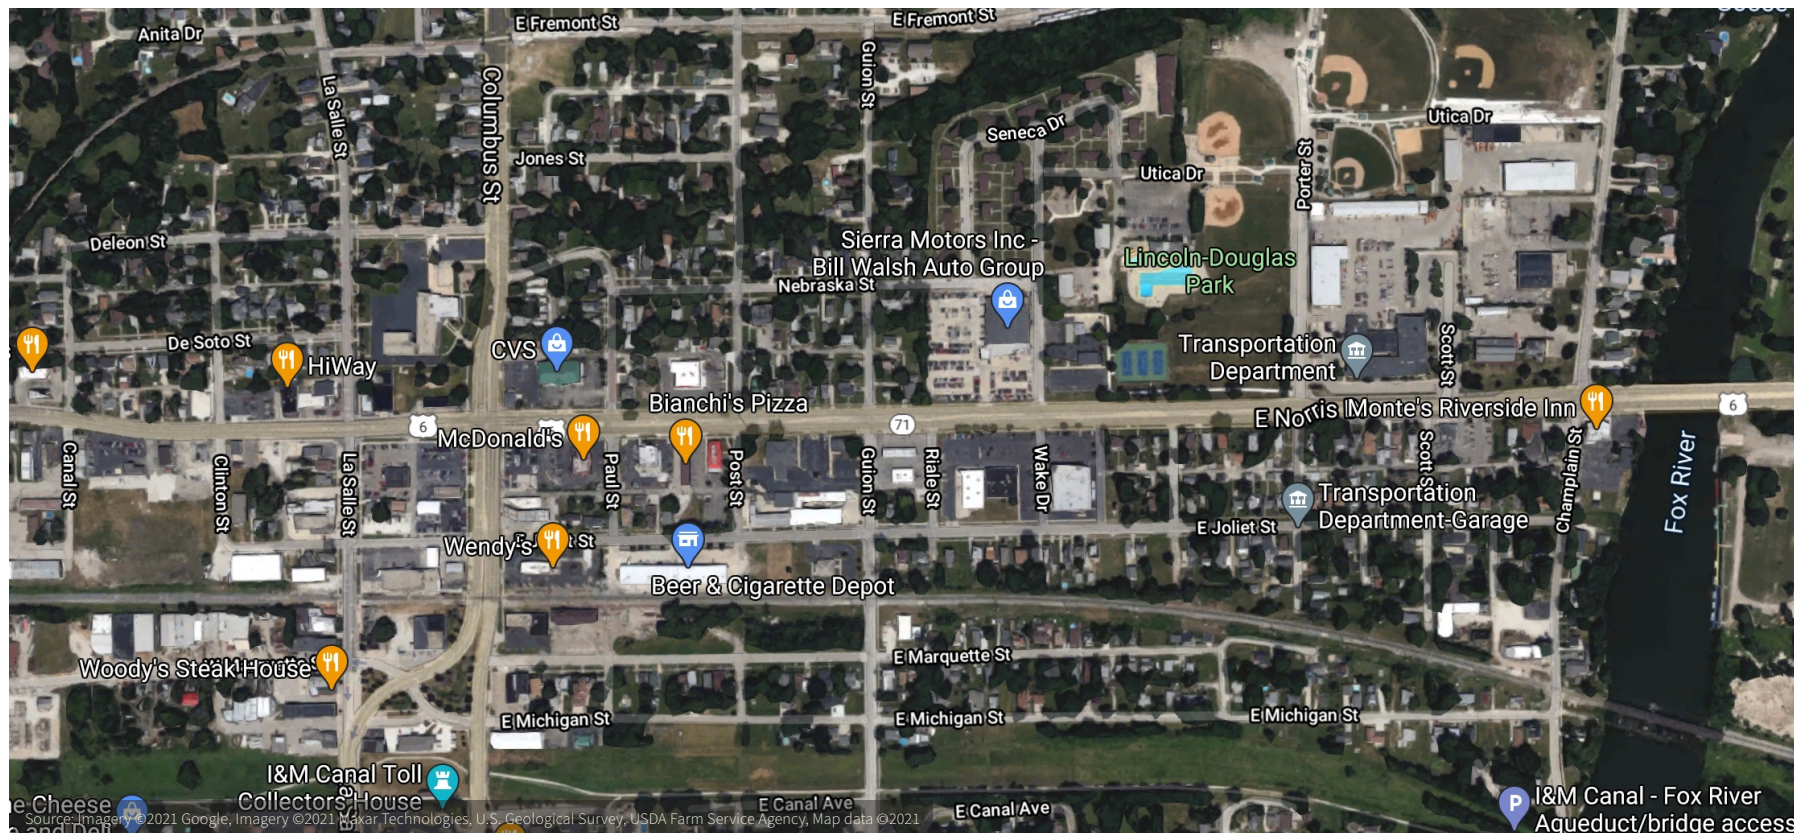 E Fremont St
E Fremont St
Anita Dr
La Salle St
Columbus St
Guion St
Seneca Dr
Utica Dr
Jones St
Utica Dr
Porter St
Deleon St
Sierra Motors Inc -
Bill Walsh Auto Group
Nebraska St
Lincoln-Douglas
Park
De Soto St
HiWay
CVS
Transportation
Department
Scott St
Bianchi's Pizza
6
McDonald's
71
E Norris
Monte's Riverside Inn
6
Canal St
Clinton St
La Salle St
Paul St
Post St
Guion St
Riale St
Wake Dr
Scott St
Champlain St
Fox River
Transportation
Department-Garage
E Joliet St
Wendy's
St
Beer & Cigarette Depot
E Marquette St
Woody's Steak House
E Michigan St
E Michigan St
E Michigan St
I&M Canal Toll
Collectors House
E Canal Ave
E Canal Ave
I&M Canal - Fox River
Aqueduct/bridge access
e Cheese
e and Deli
Source: Imagery ©2021 Google, Imagery ©2021 Maxar Technologies, U.S. Geological Survey, USDA Farm Service Agency, Map data ©2021